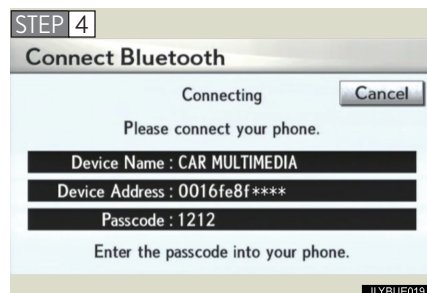 STEP 4
Connect Bluetooth
Connecting
Cancel
Please connect your phone.
Device Name : CAR MULTIMEDIA
Device Address : 0016fe8f****
Passcode : 1212
Enter the passcode into your phone.